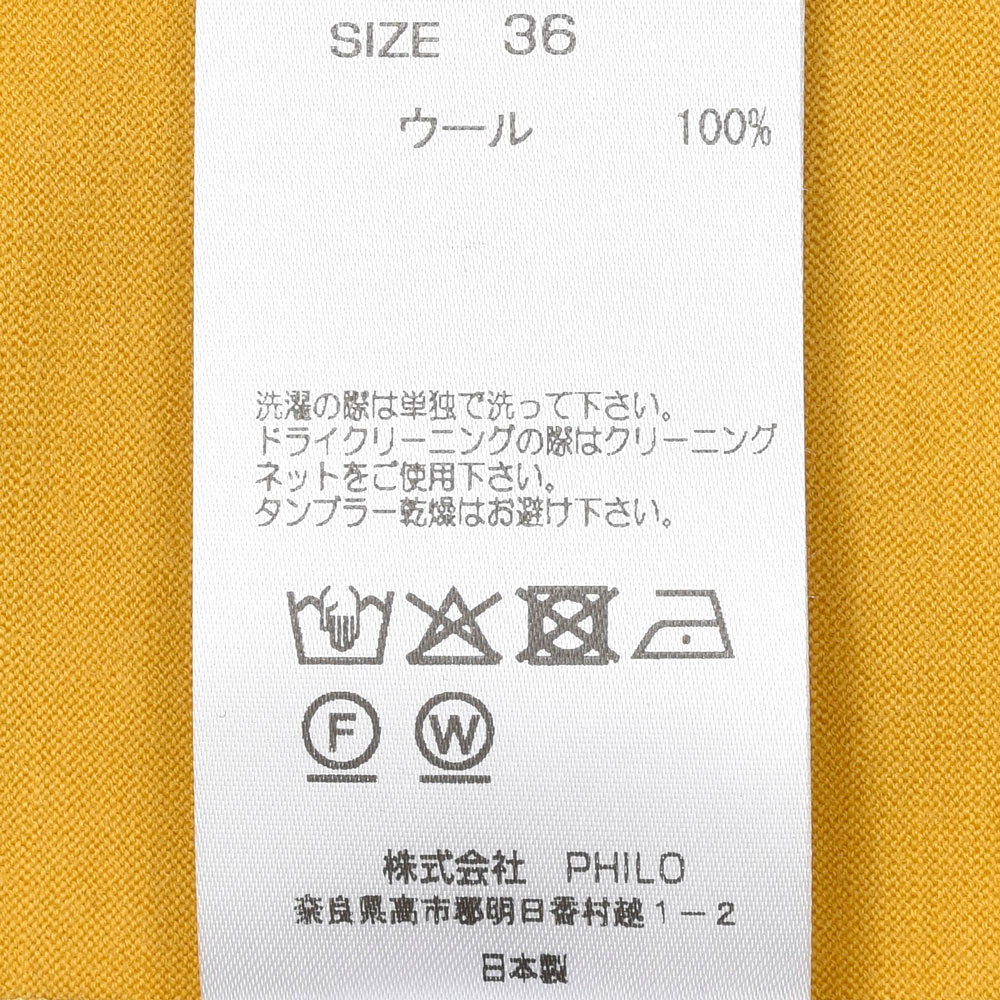 SIZE 36
ウール 100%
洗濯の際は単独で洗って下さい。
ドライクリーニングの際はクリーニング
ネットをご使用下さい。
タンブラー乾燥はお避け下さい。
F W
株式会社 PHILO
奈良県高市郡明日香村越1-2
日本製